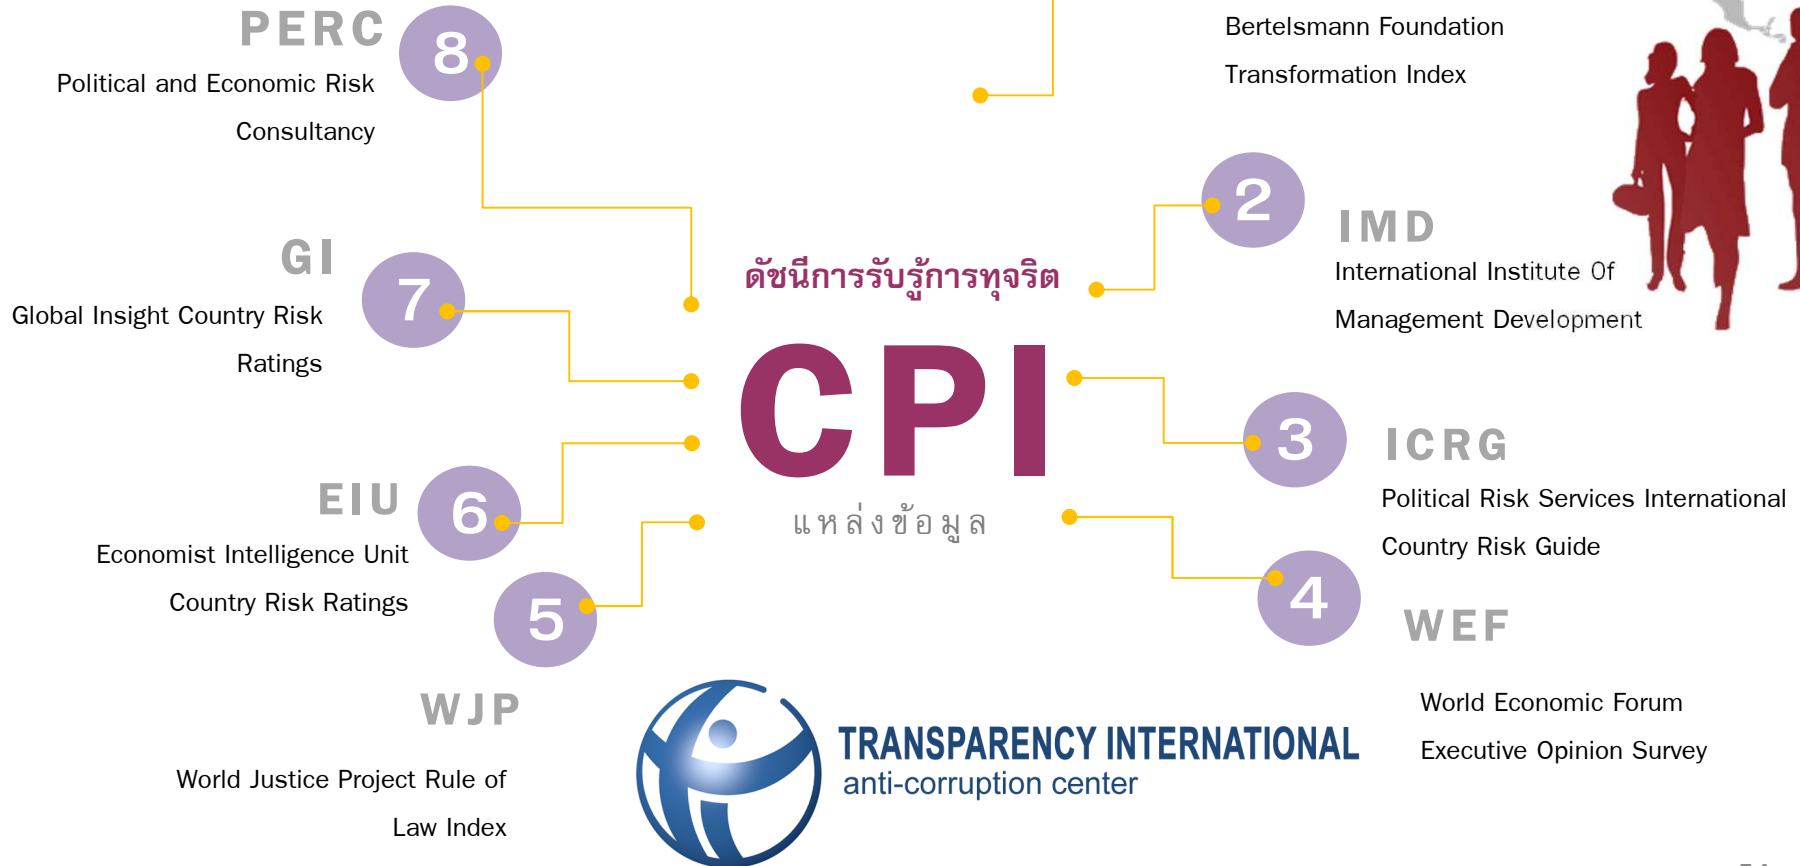 PERC
8
Political and Economic Risk
Consultancy
Bertelsmann Foundation
Transformation Index
2
IMD
International Institute Of
Management Development
GI
7
Global Insight Country Risk
Ratings
ดัชนีการรับรู้การทุจริต
CPI
แหล่งข้อมูล
3
ICRG
Political Risk Services International
Country Risk Guide
EIU
6
Economist Intelligence Unit
Country Risk Ratings
4
WEF
World Economic Forum
Executive Opinion Survey
5
WJP
World Justice Project Rule of
Law Index
TRANSPARENCY INTERNATIONAL
anti-corruption center